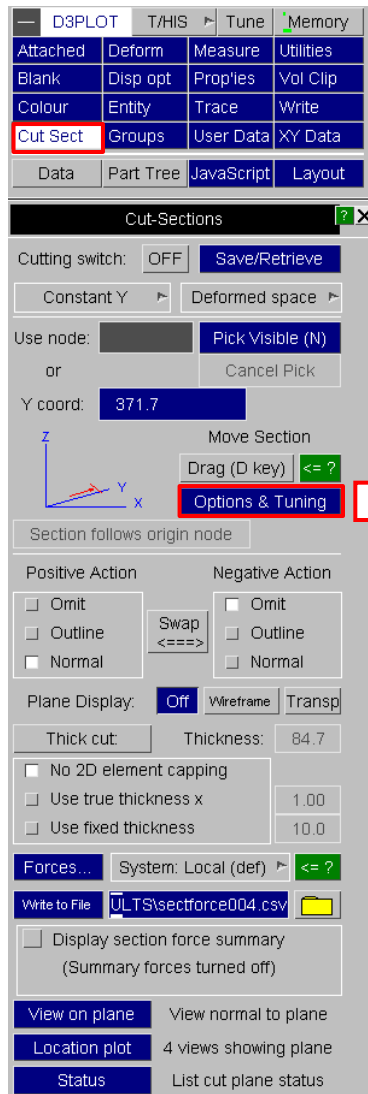 D3PLOT T/HIS Tune Memory
Attached Deform Measure Utilities
Blank Disp opt Prop'ies Vol Clip
Colour Entity Trace Write
Cut Sect Groups User Data XY Data
Data Part Tree JavaScript Layout
Cut-Sections ? X
Cutting switch: OFF Save/Retrieve
Constant Y Deformed space
Use node: Pick Visible (N)
or Cancel Pick
Y coord: 371.7
Z Move Section
Y Drag (D key) <= ?
X Options & Tuning
Section follows origin node
Positive Action Negative Action
Omit Omit
Outline Swap Outline
<===>
Normal Normal
Plane Display: Off Wireframe Transp
Thick cut: Thickness: 84.7
No 2D element capping
Use true thickness x 1.00
Use fixed thickness 10.0
Forces... System: Local (def) <= ?
Write to File ULTS\sectforce004.csv
Display section force summary
(Summary forces turned off)
View on plane View normal to plane
Location plot 4 views showing plane
Status List cut plane status